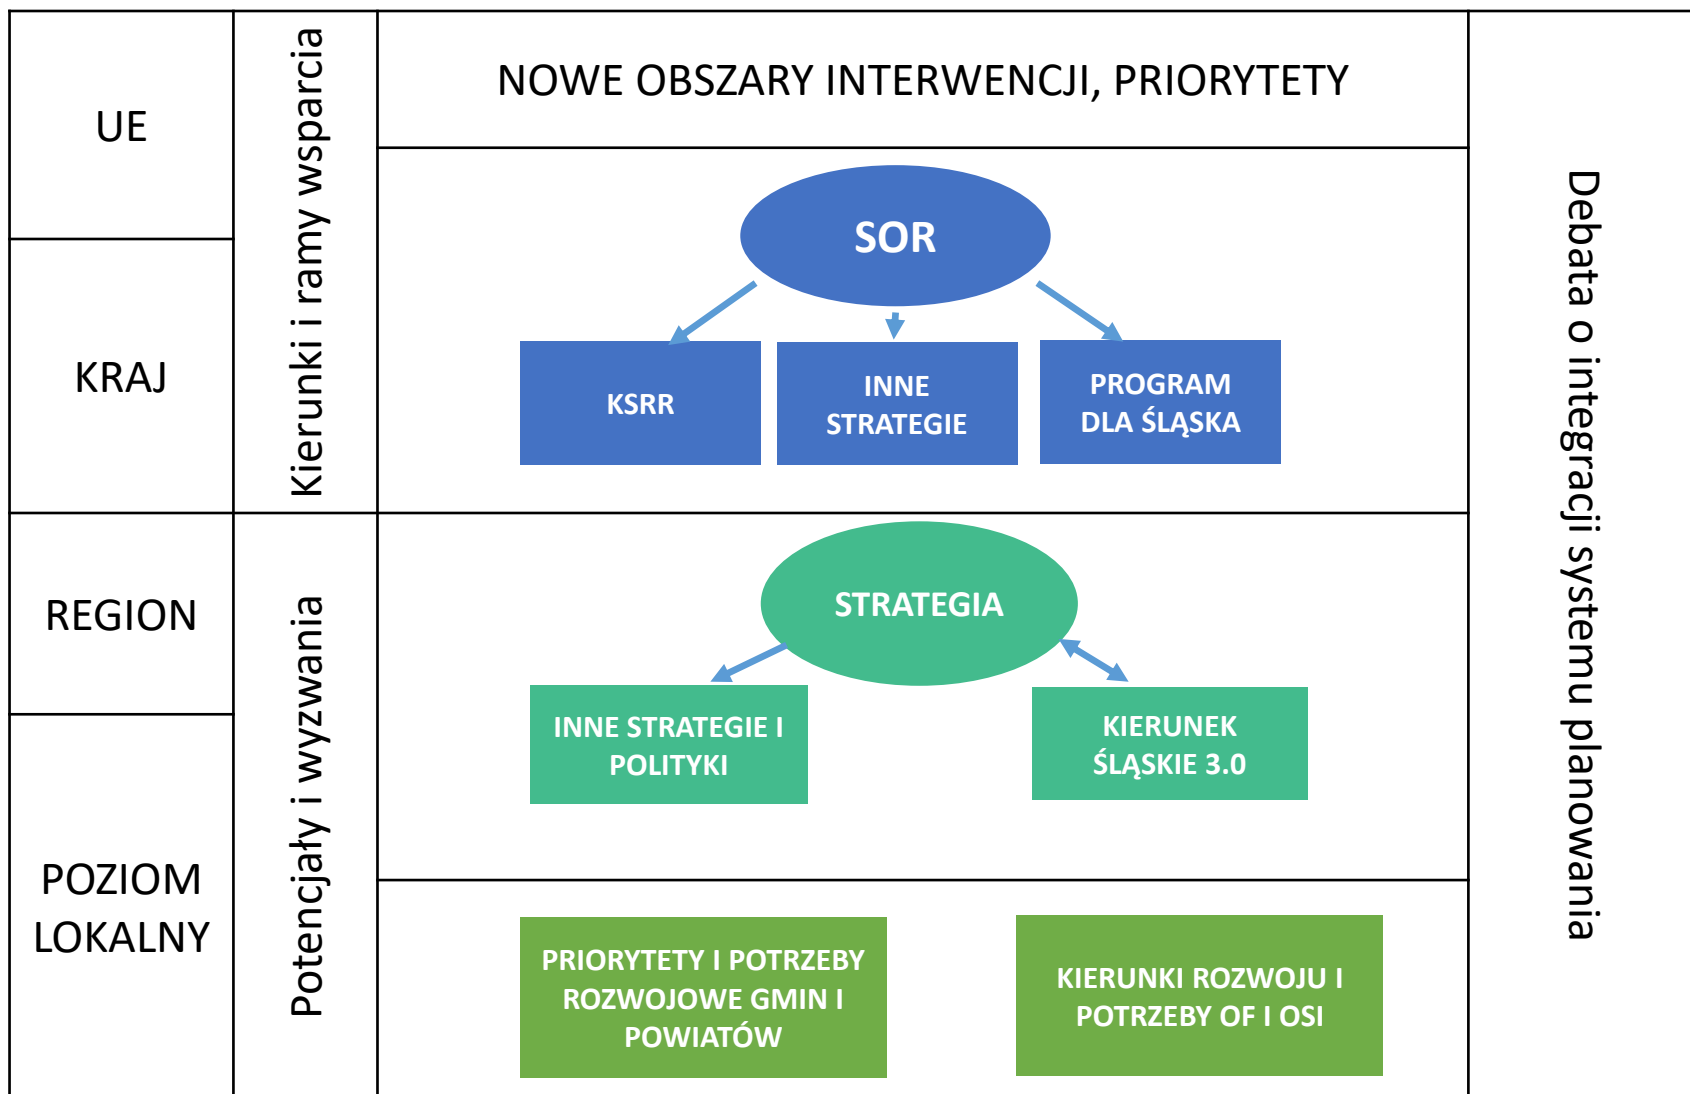 UE
KRAJ
REGION
POZIOM
LOKALNY
Kierunki i ramy wsparcia
Potencjały i wyzwania
NOWE OBSZARY INTERWENCJI, PRIORYTETY
SOR
KSRR
INNE
STRATEGIE
PROGRAM
DLA ŚLĄSKA
STRATEGIA
INNE STRATEGIE I
POLITYKI
KIERUNEK
ŚLĄSKIE 3.0
PRIORYTETY I POTRZEBY
ROZWOJOWE GMIN I
POWIATÓW
KIERUNKI ROZWOJU I
POTRZEBY OF I OSI
Debata o integracji systemu planowania